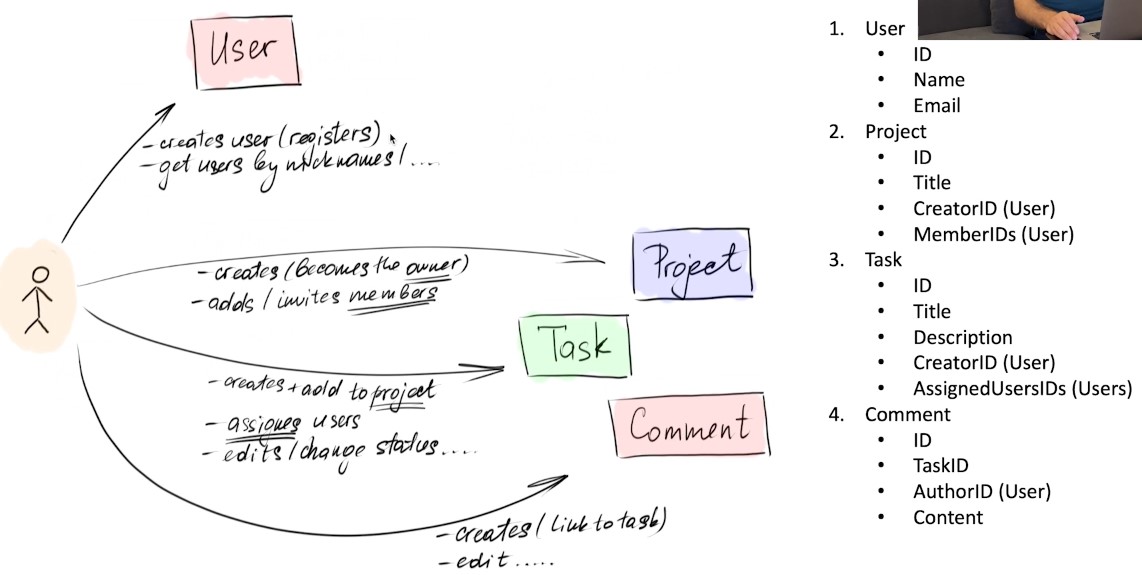 User
- creates user (registers)
- get users by nicknames / ....
- creates (becomes the owner)
- adds / invites members
Project
Task
- creates + add to project
- assignes users
- edits / change status....
Comment
- creates (link to task)
- edit .....
1. User
• ID
• Name
• Email
2. Project
• ID
• Title
• CreatorID (User)
• MemberIDs (User)
3. Task
• ID
• Title
• Description
• CreatorID (User)
• AssignedUsersIDs (Users)
4. Comment
• ID
• TaskID
• AuthorID (User)
• Content